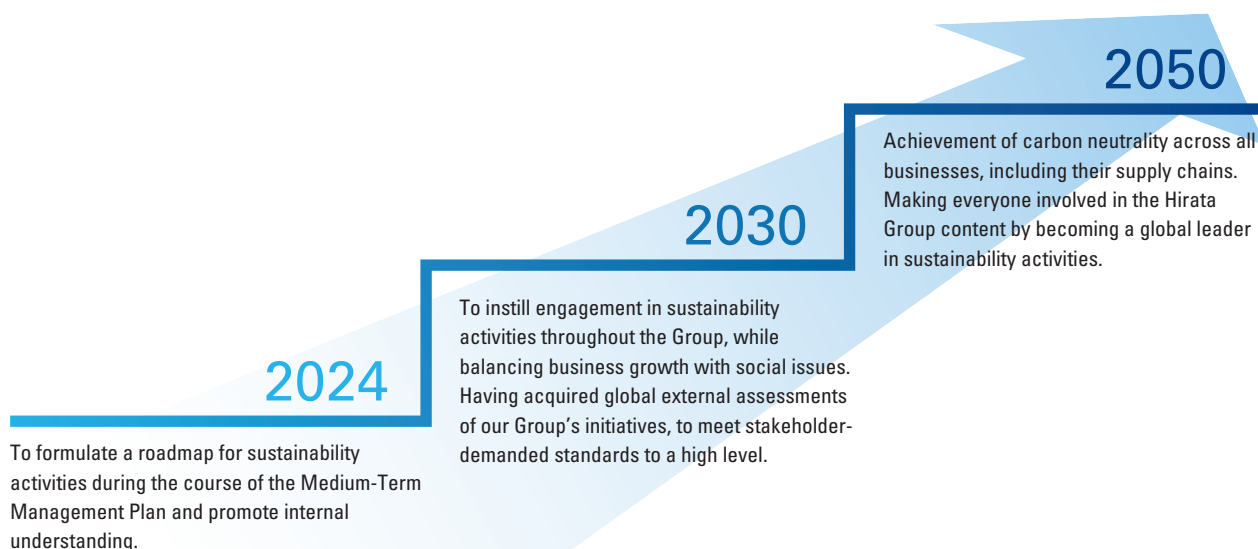 2024
To formulate a roadmap for sustainability
activities during the course of the Medium-Term
Management Plan and promote internal
understanding.
2030
To instill engagement in sustainability
activities throughout the Group, while
balancing business growth with social issues.
Having acquired global external assessments
of our Group’s initiatives, to meet stakeholder-
demanded standards to a high level.
2050
Achievement of carbon neutrality across all
businesses, including their supply chains.
Making everyone involved in the Hirata
Group content by becoming a global leader
in sustainability activities.